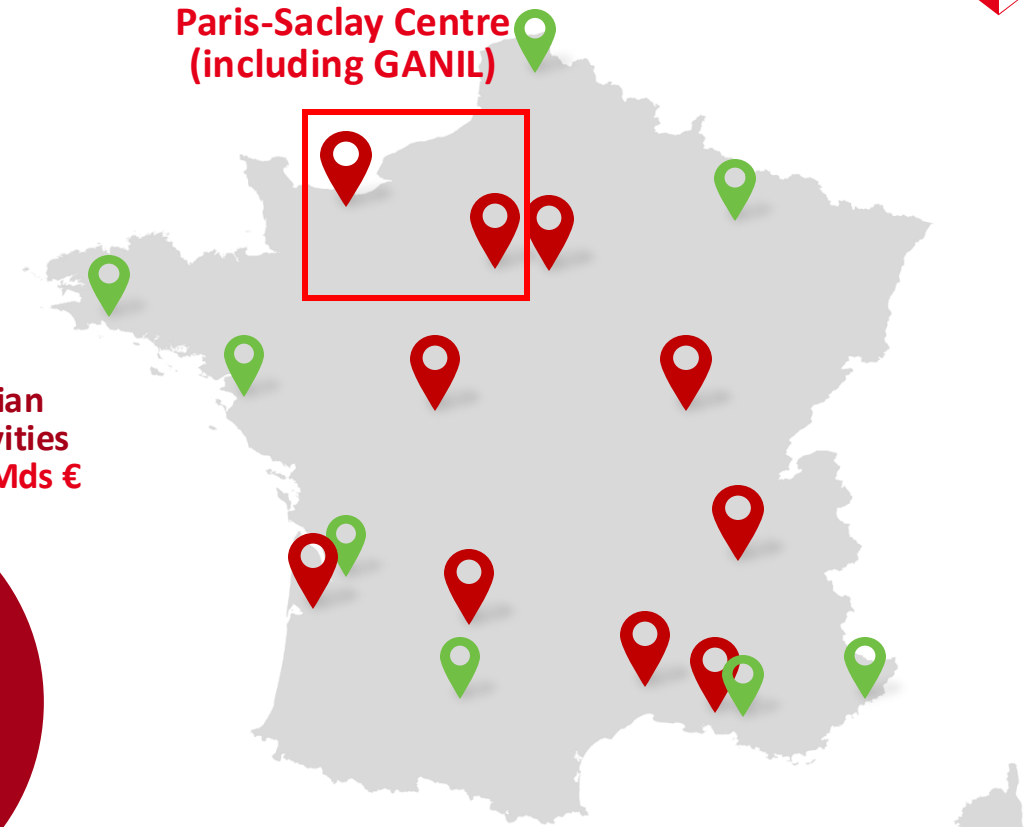 Paris-Saclay Centre
(including GANIL)
ian
vities
Mds €